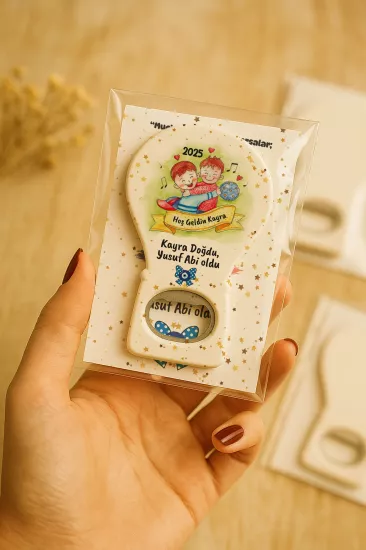 2025
Hoş Geldin Kayra
Kayra Doğdu,
Yusuf Abi oldu
usuf Abi ola